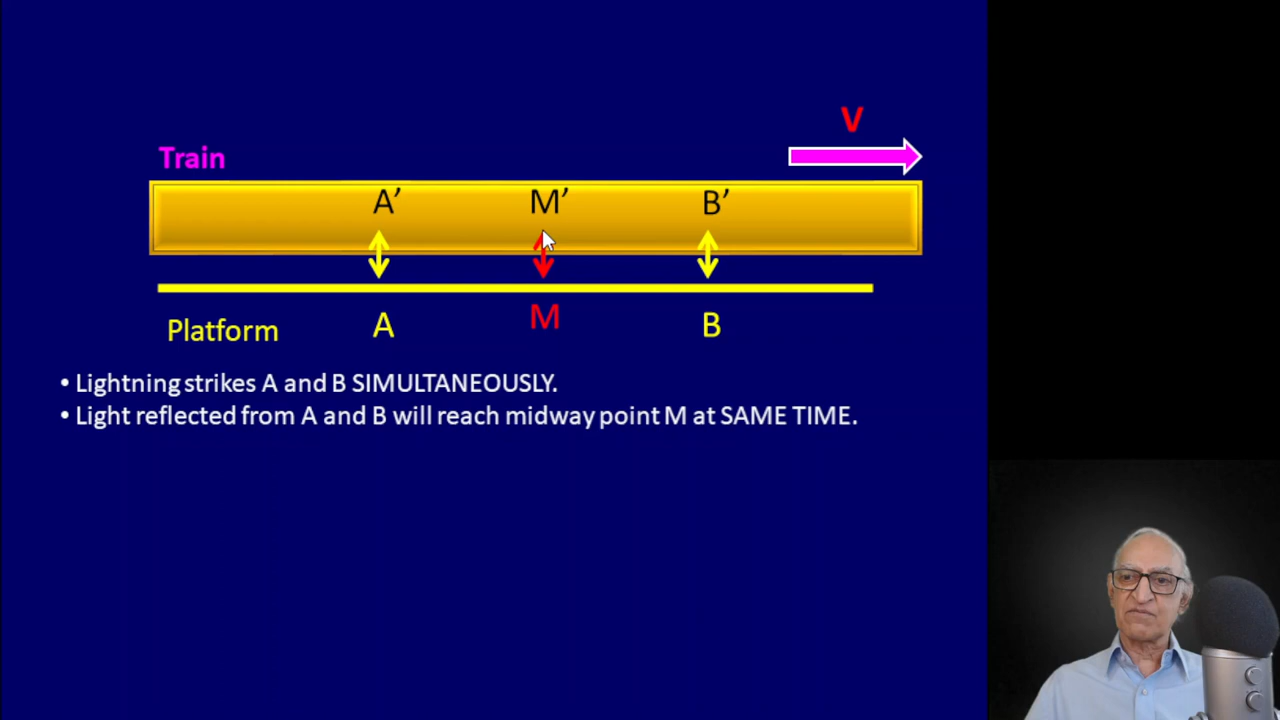 V
Train
A’ M’ B’
Platform A M B
• Lightning strikes A and B SIMULTANEOUSLY.
• Light reflected from A and B will reach midway point M at SAME TIME.